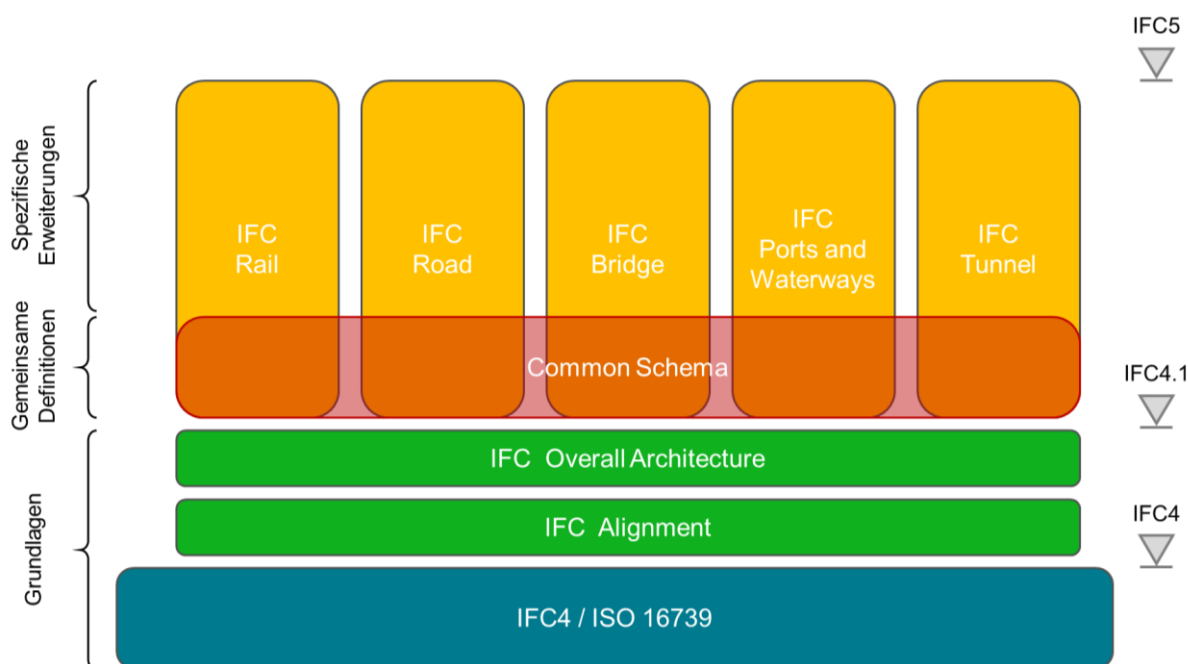 IFC5
Spezifische
Erweiterungen
IFC
Rail
IFC
Road
IFC
Bridge
IFC
Ports and
Waterways
IFC
Tunnel
Gemeinsame
Definitionen
Common Schema
IFC4.1
Grundlagen
IFC Overall Architecture
IFC Alignment
IFC4
IFC4 / ISO 16739